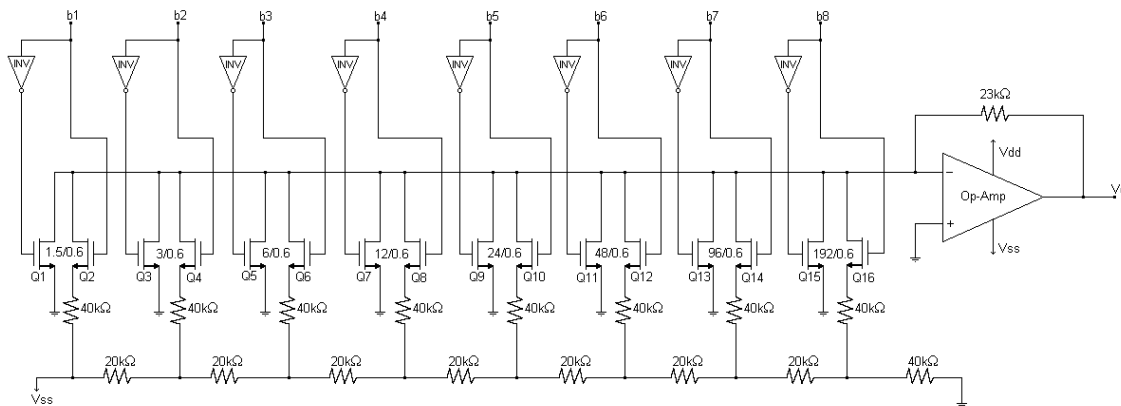 b1 b2 b3 b4 b5 b6 b7 b8
INV INV INV INV INV INV INV INV
23kΩ
Vdd
Op-Amp
Vss
1.5/0.6 3/0.6 6/0.6 12/0.6 24/0.6 48/0.6 96/0.6 192/0.6
Q1 Q2 Q3 Q4 Q5 Q6 Q7 Q8 Q9 Q10 Q11 Q12 Q13 Q14 Q15 Q16
40kΩ 40kΩ 40kΩ 40kΩ 40kΩ 40kΩ 40kΩ 40kΩ
20kΩ 20kΩ 20kΩ 20kΩ 20kΩ 20kΩ 20kΩ 40kΩ
Vss